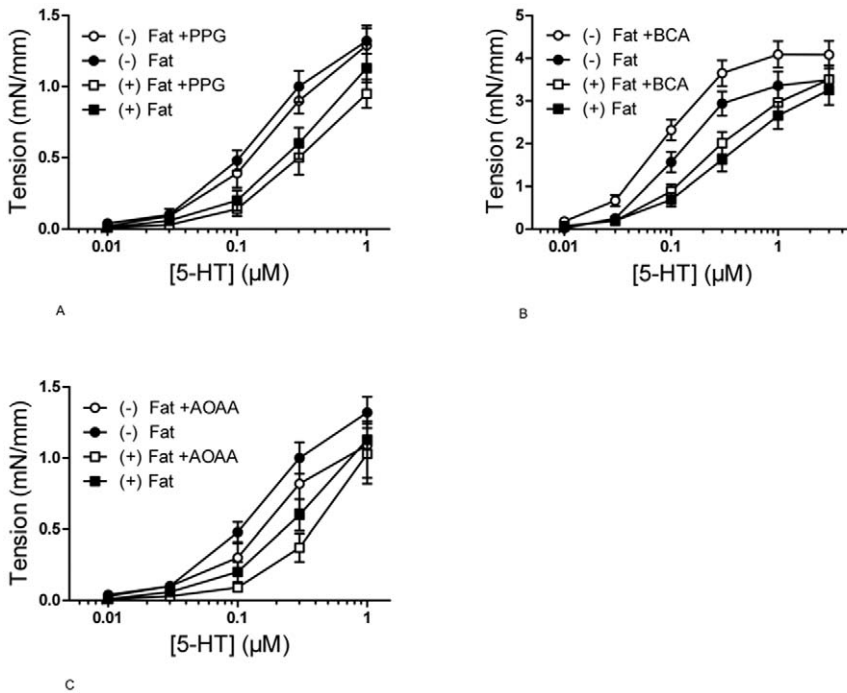 1.5
1.0
0.5
0.0
Tension (mN/mm)
(-) Fat +PPG
(-) Fat
(+) Fat +PPG
(+) Fat
0.01
0.1
1
[5-HT] (μM)
A
5
4
3
2
1
0
Tension (mN/mm)
(-) Fat +BCA
(-) Fat
(+) Fat +BCA
(+) Fat
0.01
0.1
1
[5-HT] (μM)
B
1.5
1.0
0.5
0.0
Tension (mN/mm)
(-) Fat +AOAA
(-) Fat
(+) Fat +AOAA
(+) Fat
0.01
0.1
1
[5-HT] (μM)
C